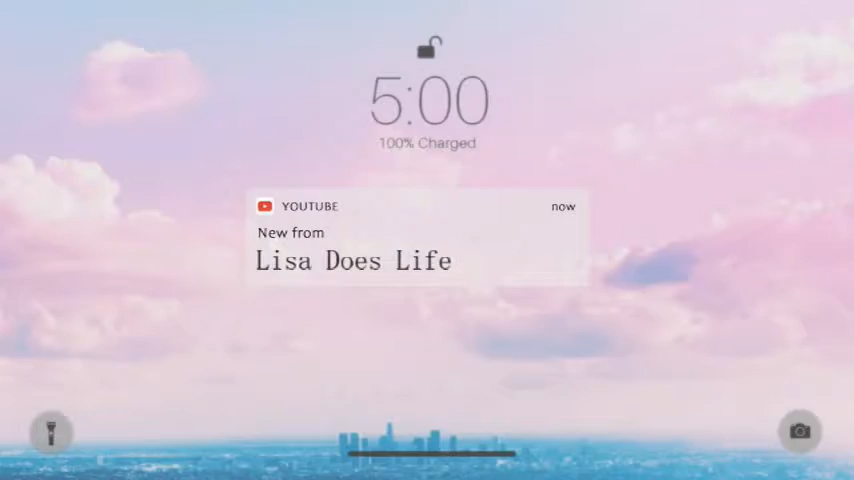 5:00
100% Charged
YOUTUBE now
New from
Lisa Does Life